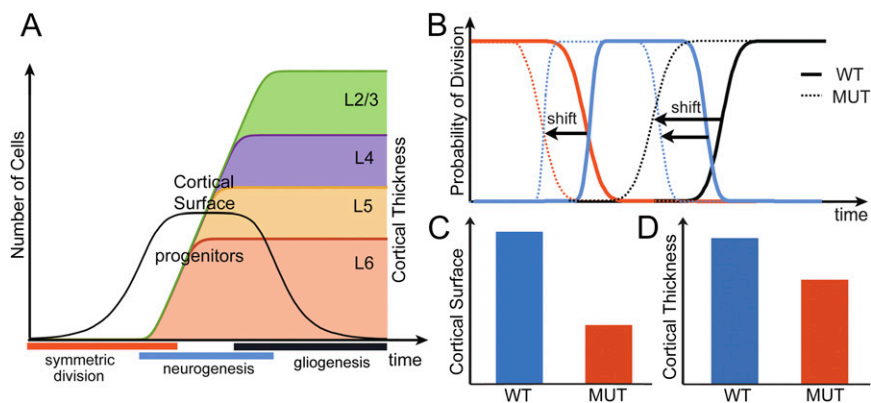 A
Number of Cells
Cortical
Surface
progenitors
L2/3
L4
L5
L6
Cortical Thickness
symmetric
division
neurogenesis
gliogenesis
time
B
Probability of Division
shift
shift
WT
MUT
time
C
Cortical Surface
WT
MUT
D
Cortical Thickness
WT
MUT